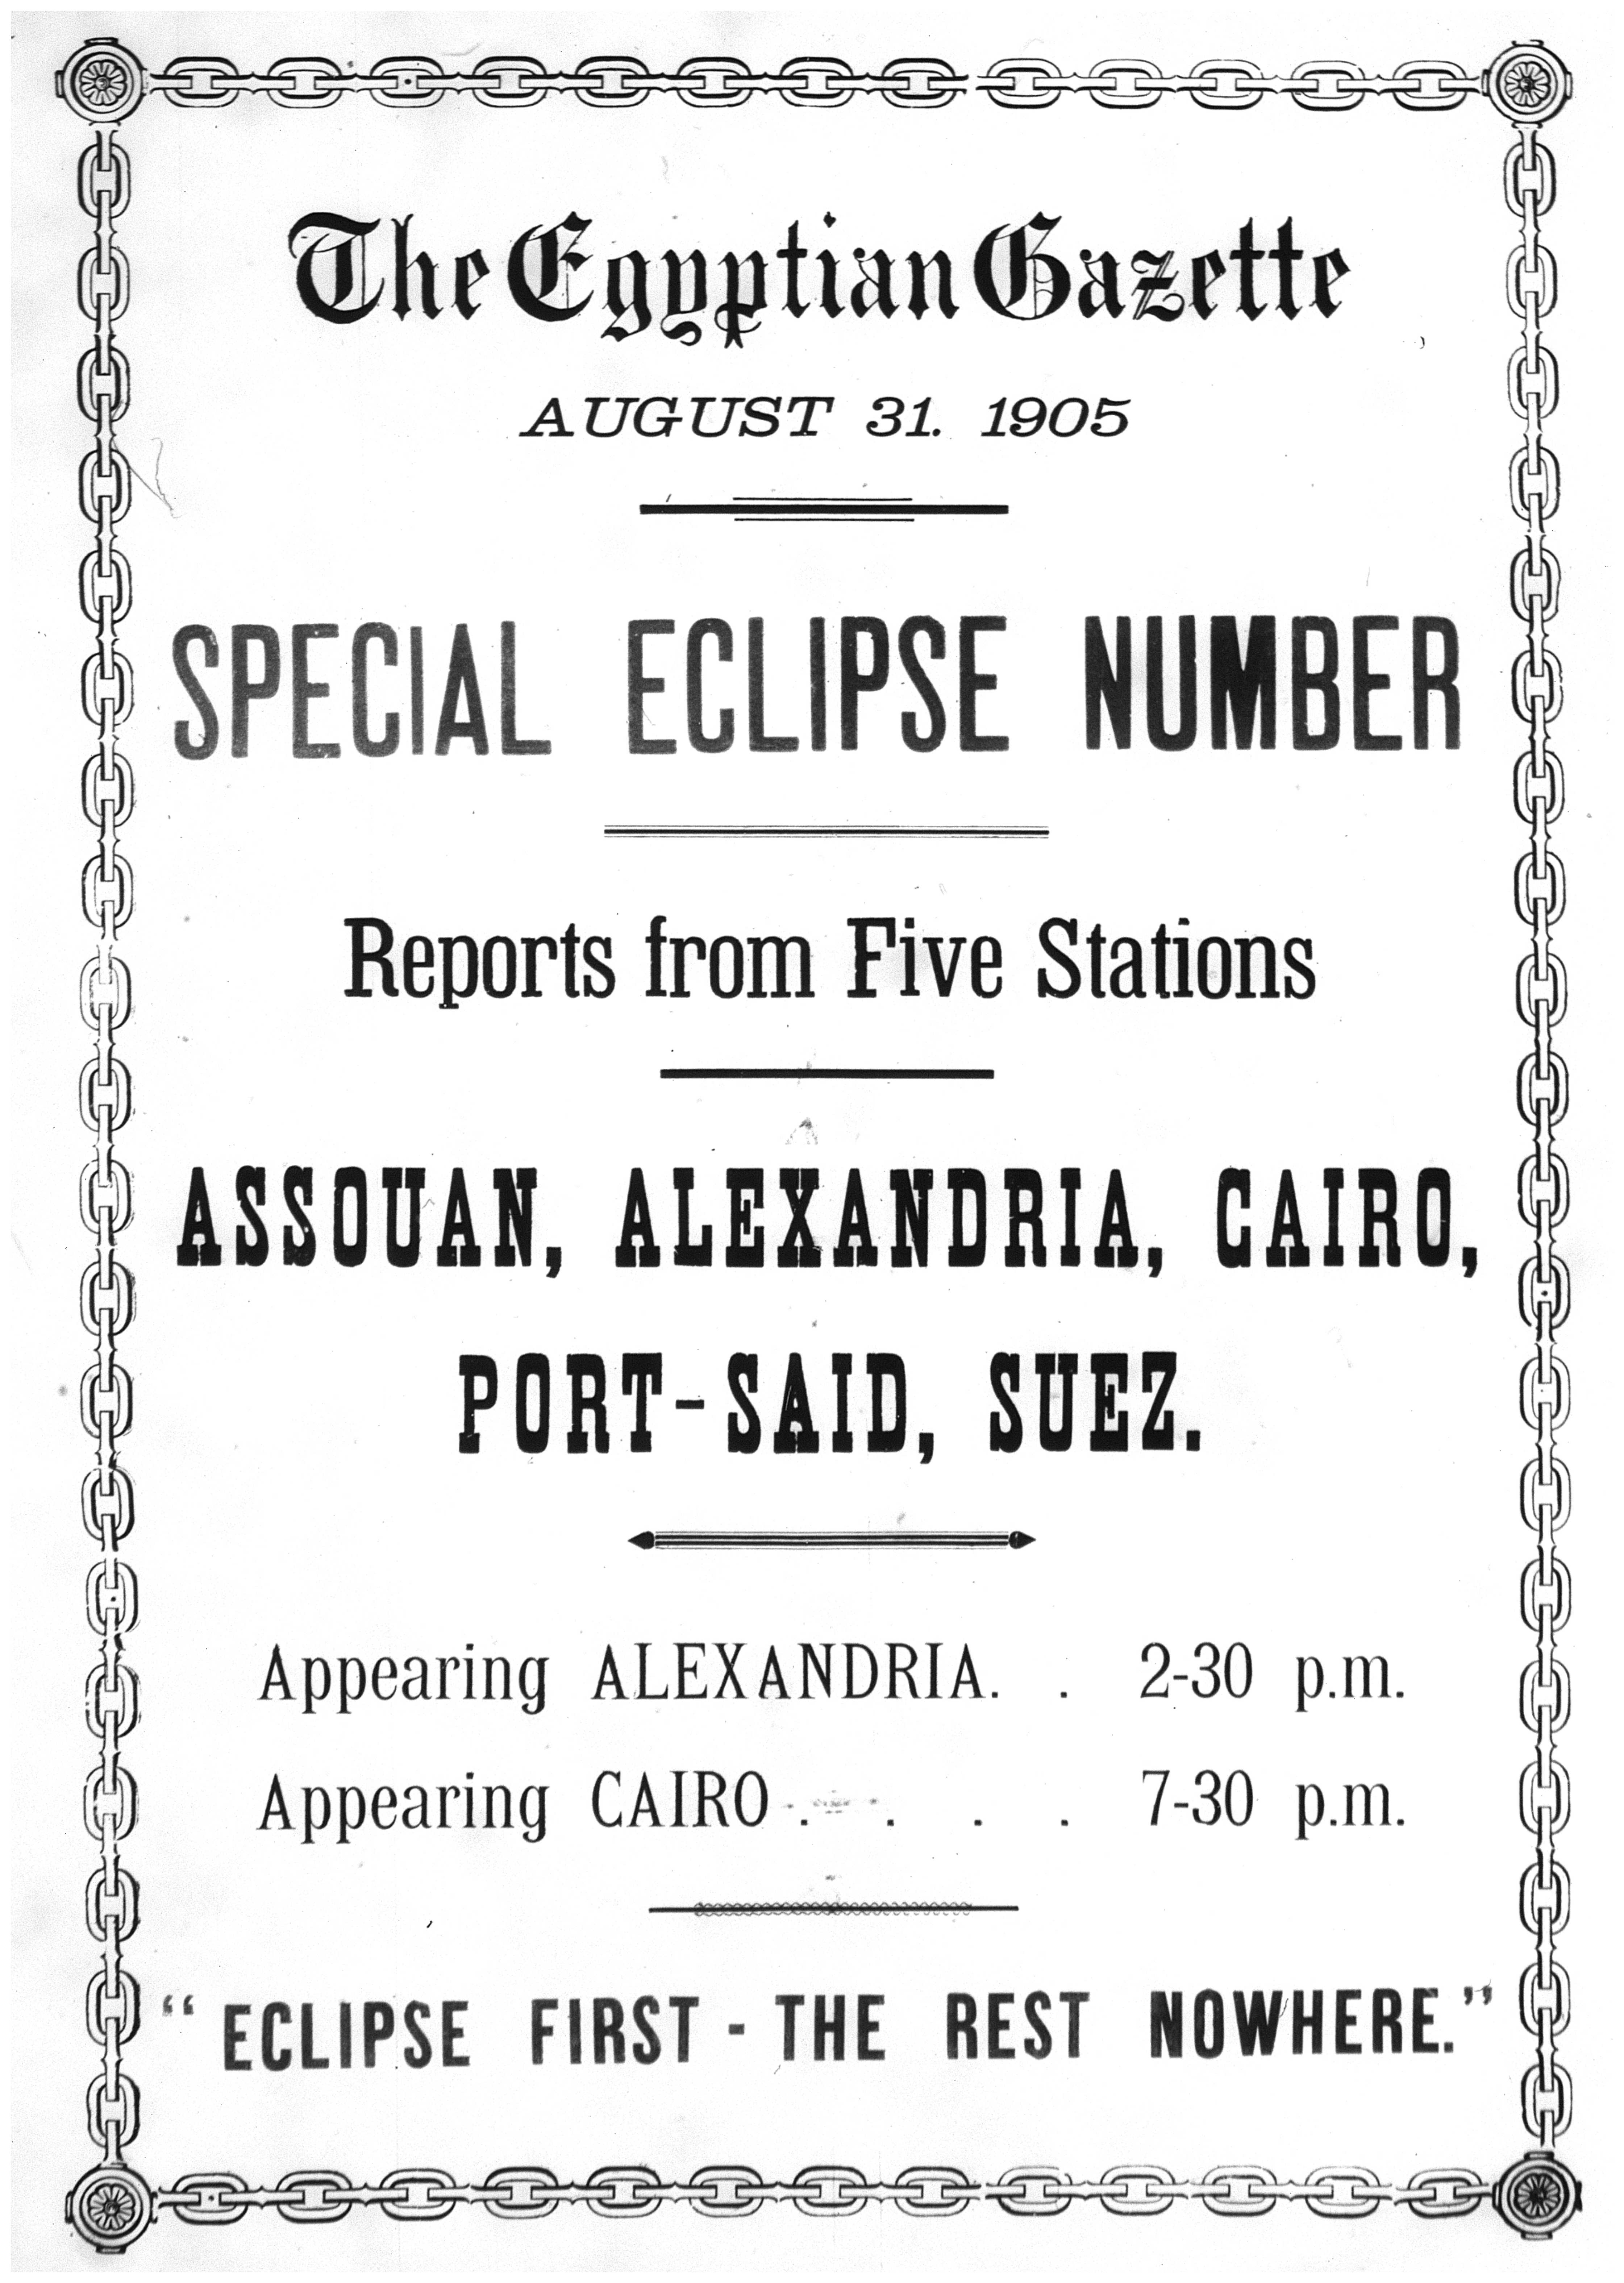 The Egyptian Gazette
AUGUST 31. 1905
SPECIAL ECLIPSE NUMBER
Reports from Five Stations
ASSOUAN, ALEXANDRIA, CAIRO,
PORT-SAID, SUEZ.
Appearing ALEXANDRIA. . 2-30 p.m.
Appearing CAIRO . . . . 7-30 p.m.
“ ECLIPSE FIRST - THE REST NOWHERE.”